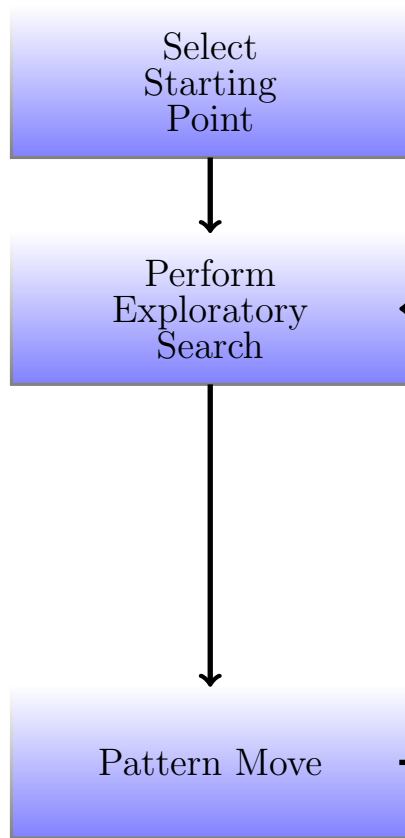 Select
Starting
Point
Perform
Exploratory
Search
Pattern Move